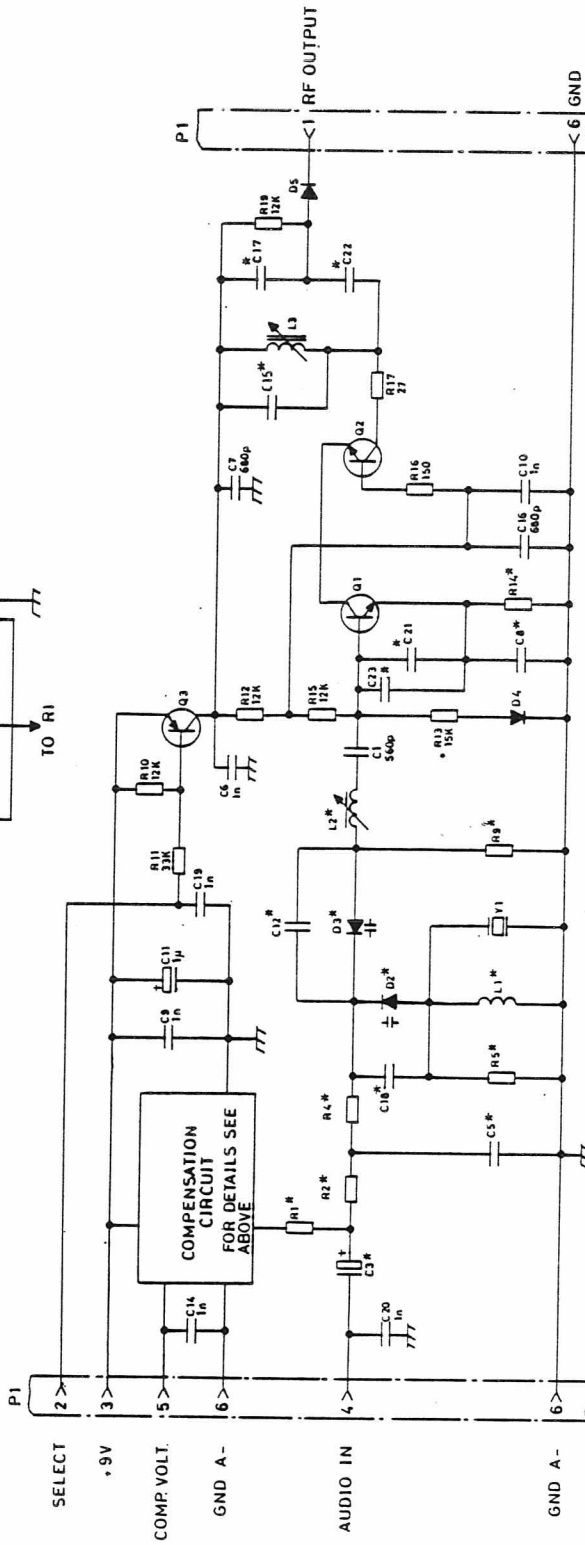 TO R1
P1
SELECT 2
+9V 3
COMP. VOLT. 5
GND A- 6
AUDIO IN 4
GND A- 6
C14
1n
COMPENSATION
CIRCUIT
FOR DETAILS SEE
ABOVE
C9
1n
C11
1µ
+
C19
1n
R11
33K
R10
12K
Q3
C6
1n
R12
12K
R15
12K
C7
680p
C15*
L3
*
C17
R19
12K
D5
*
C22
R17
27
Q2
R16
150
C10
1n
C16
680p
Q1
*
C21
C23
*
R14*
C8*
C1
560p
*
R13
15K
D4
L2*
C12*
D3*
D2*
R9*
Y1
L1*
C18*
R5*
R4*
R2*
R1*
C5*
+
C3*
C20
1n
P1
1 RF OUTPUT
6 GND